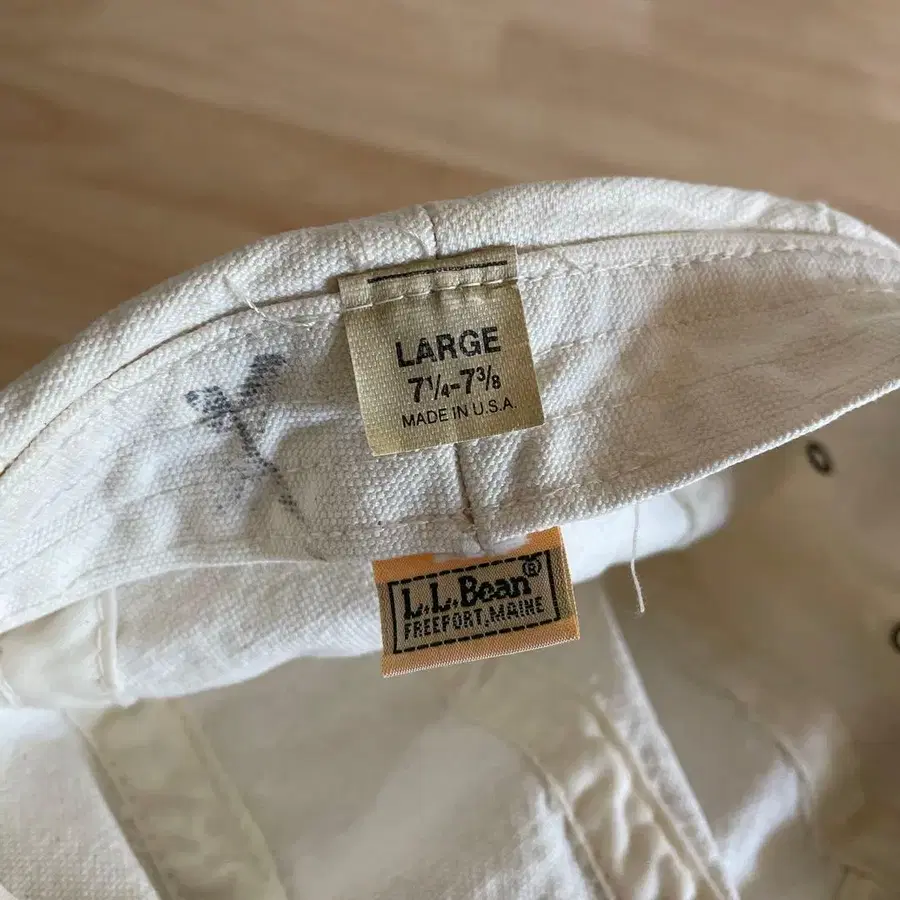 LARGE
7¼-7⅜
MADE IN U.S.A.
L.L.Bean®
FREEPORT, MAINE